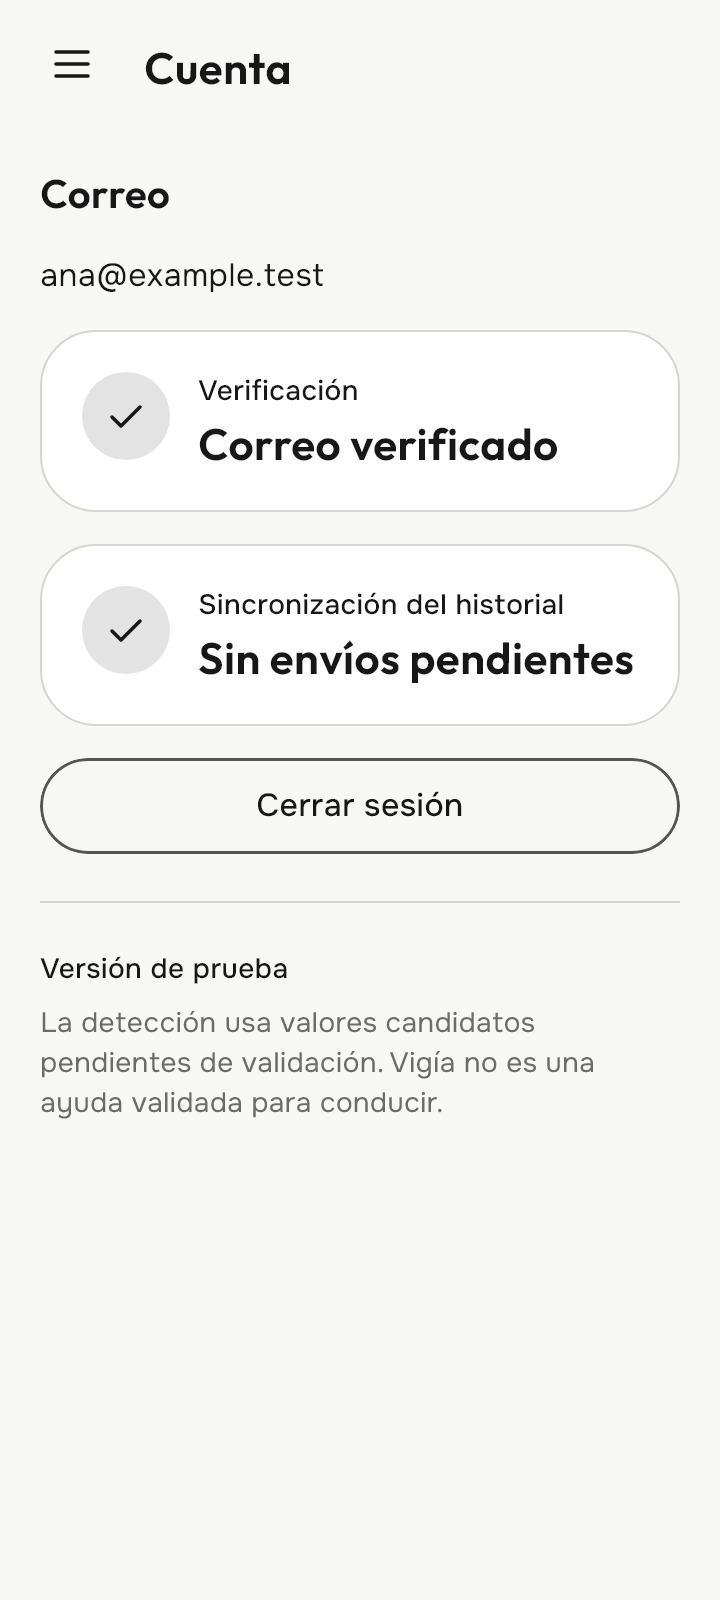 Cuenta
Correo
ana@example.test
Verificación
Correo verificado
Sincronización del historial
Sin envíos pendientes
Cerrar sesión
Versión de prueba
La detección usa valores candidatos
pendientes de validación. Vigía no es una
ayuda validada para conducir.